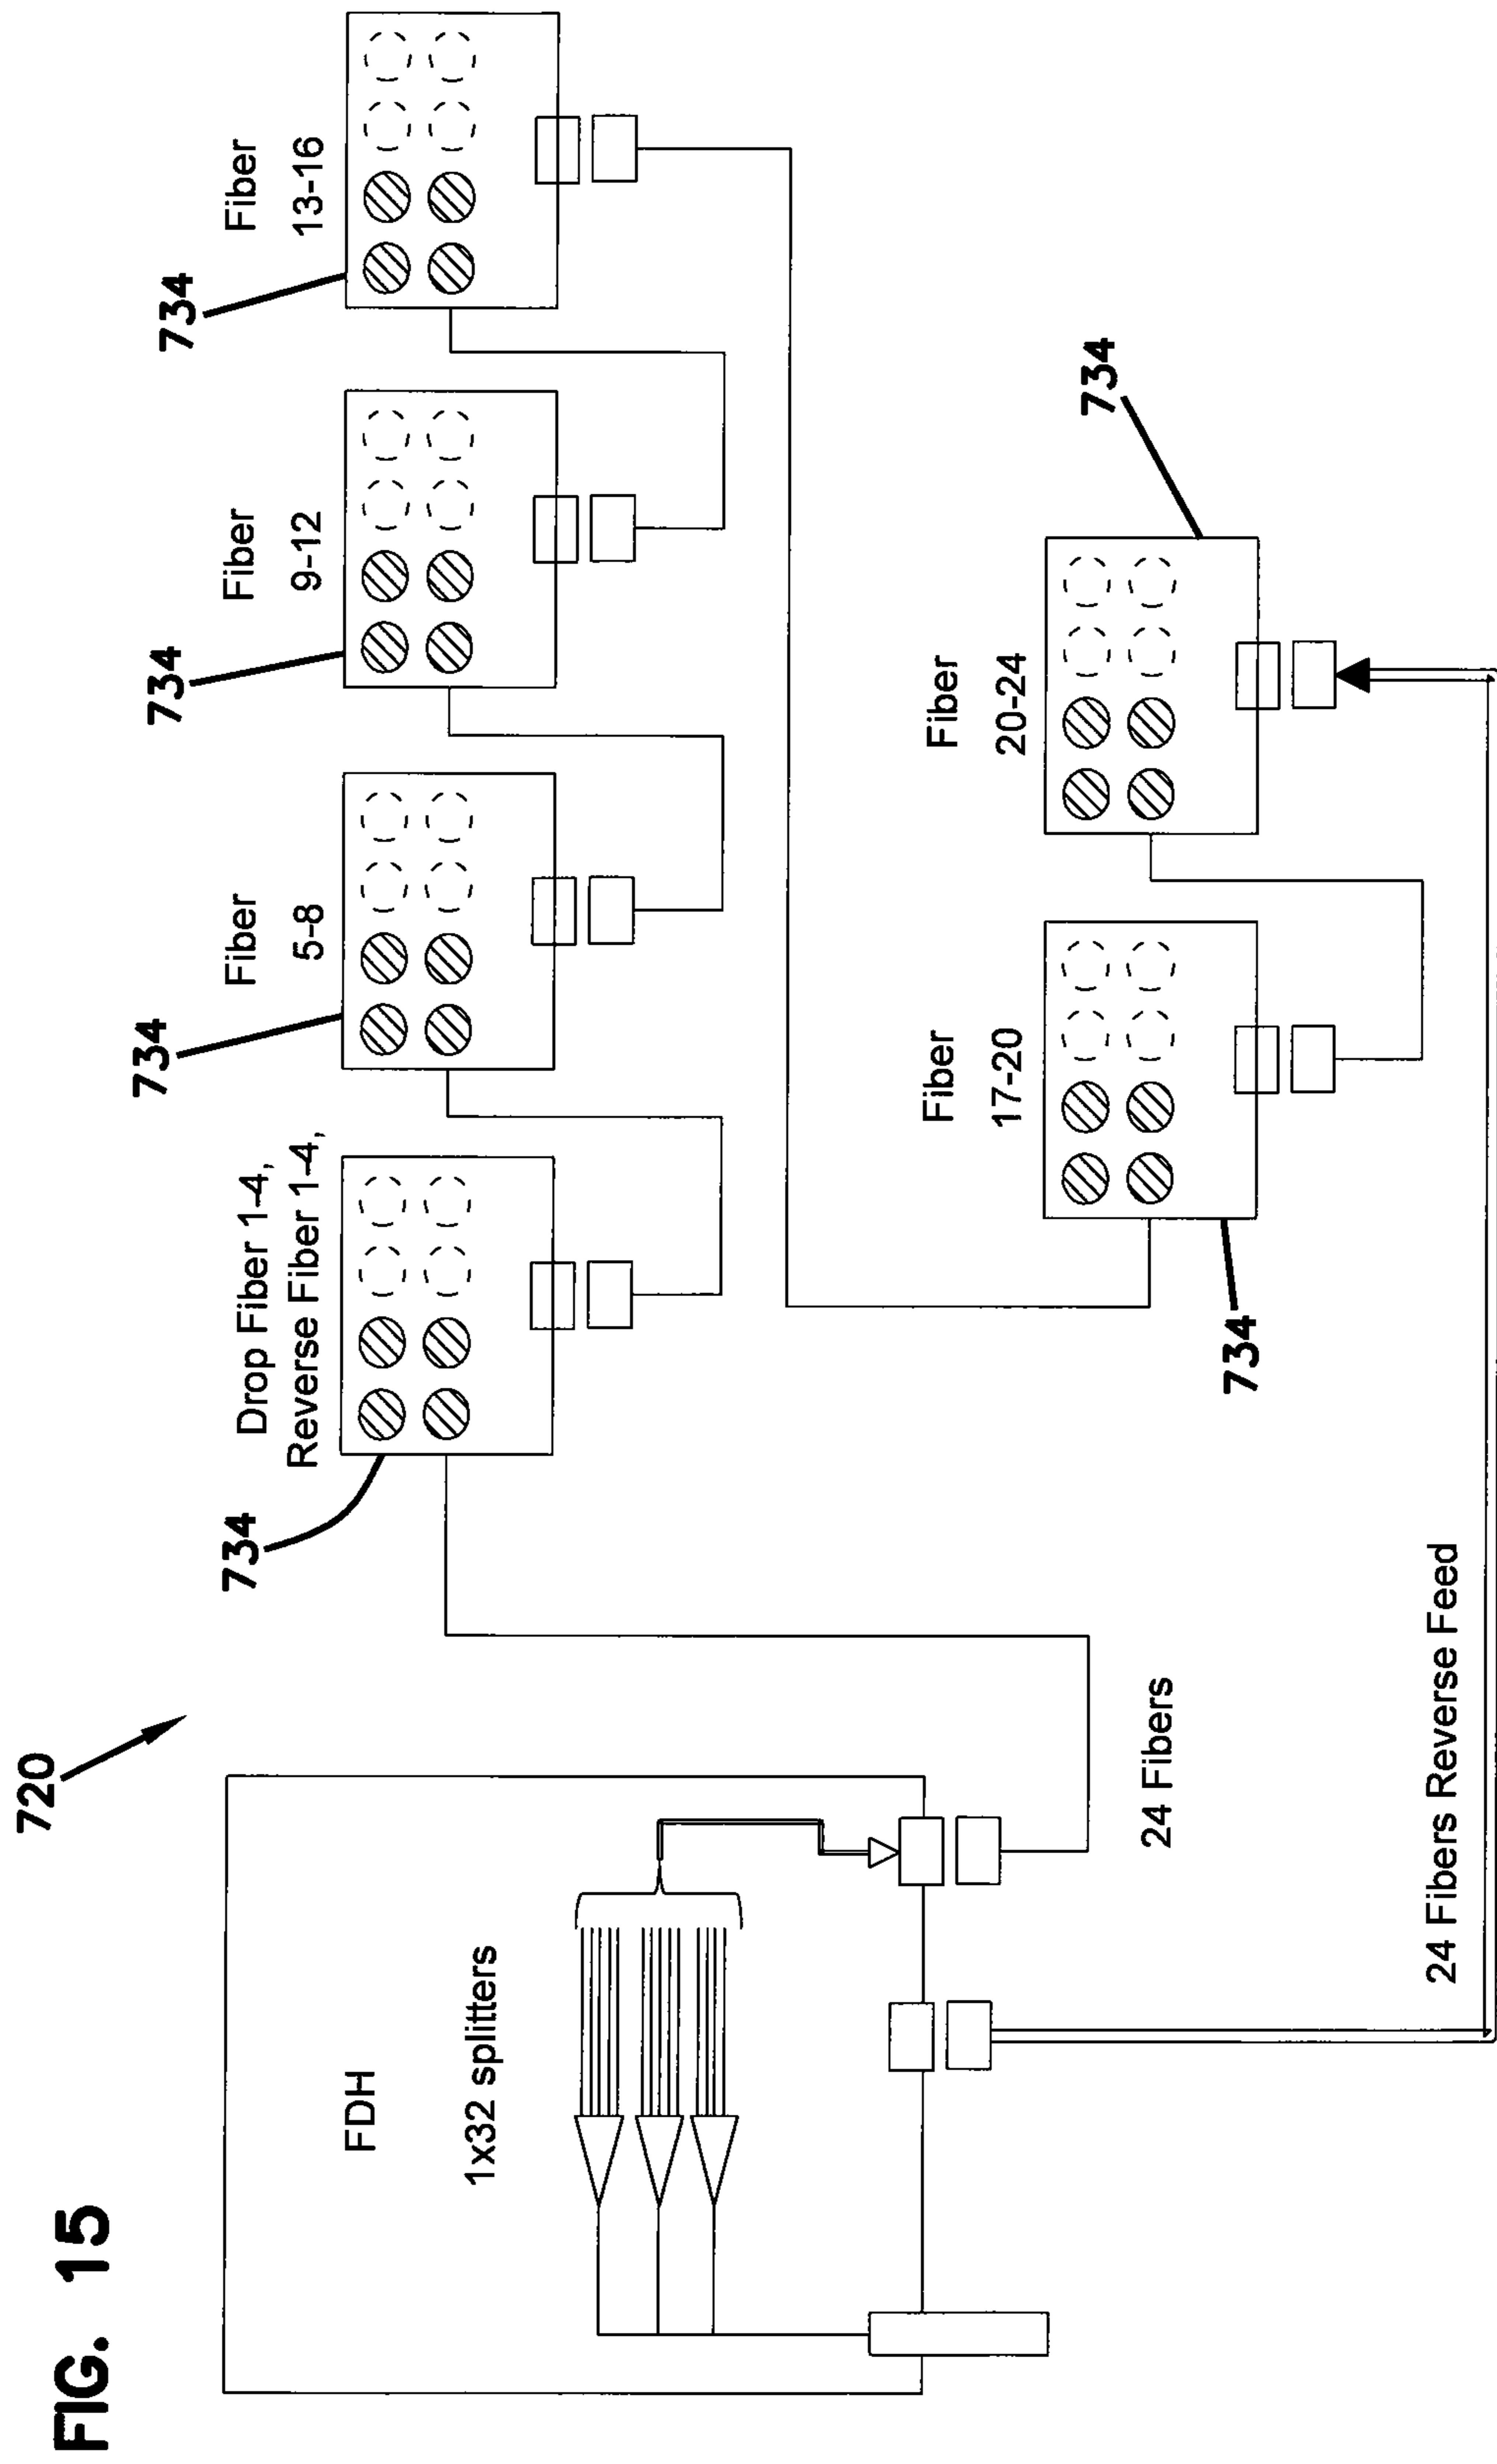 FIG. 15
720
FDH
1x32 splitters
24 Fibers
24 Fibers Reverse Feed
734
Drop Fiber 1-4,
Reverse Fiber 1-4,
734
Fiber
5-8
734
Fiber
9-12
734
Fiber
13-16
734
Fiber
17-20
734
Fiber
20-24